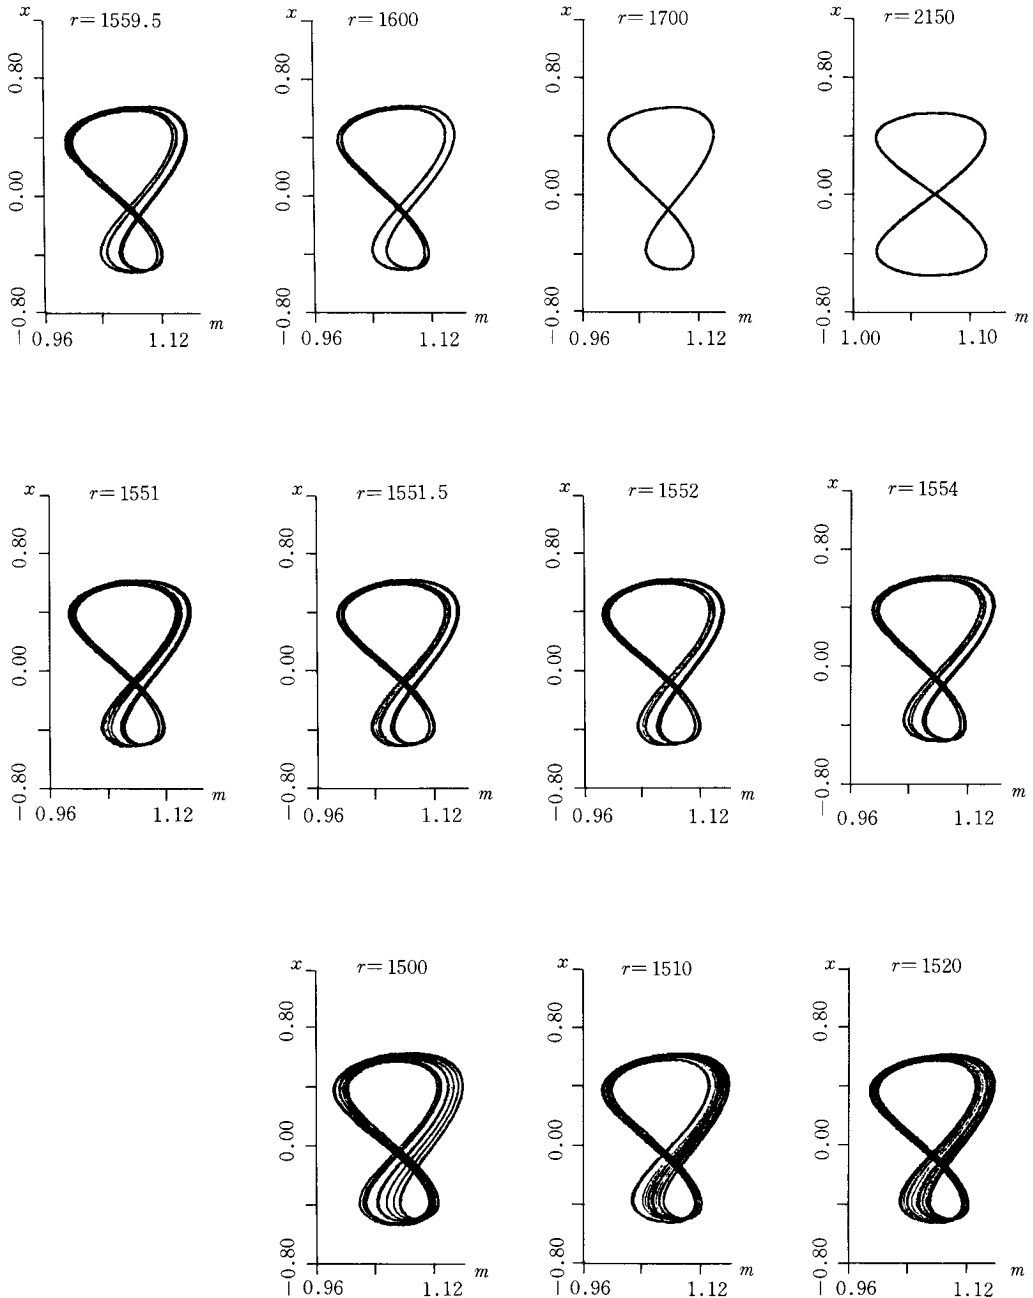 x r=1559.5
0.80
0.00
−0.80
0.96 1.12 m
x r=1600
0.80
0.00
−0.80
0.96 1.12 m
x r=1700
0.80
0.00
−0.80
0.96 1.12 m
x r=2150
0.80
0.00
−0.80
1.00 1.10 m
x r=1551
0.80
0.00
−0.80
0.96 1.12 m
x r=1551.5
0.80
0.00
−0.80
0.96 1.12 m
x r=1552
0.80
0.00
−0.80
0.96 1.12 m
x r=1554
0.80
0.00
−0.80
0.96 1.12 m
x r=1500
0.80
0.00
−0.80
0.96 1.12 m
x r=1510
0.80
0.00
−0.80
0.96 1.12 m
x r=1520
0.80
0.00
−0.80
0.96 1.12 m